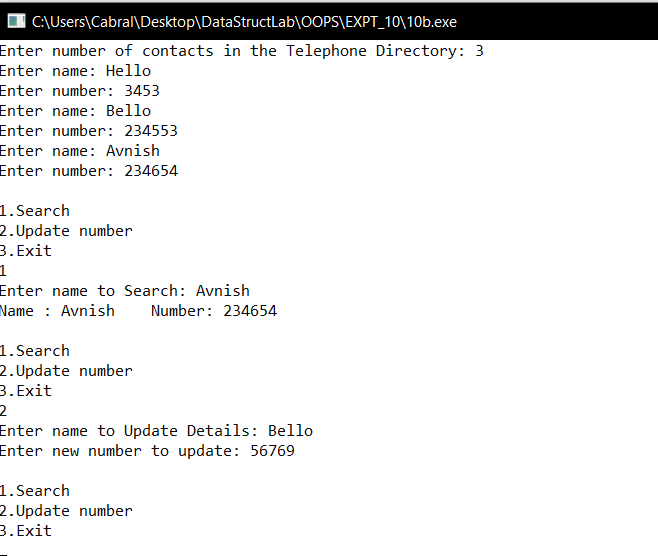 C:\Users\Cabral\Desktop\DataStructLab\OOPS\EXPT_10\10b.exe
Enter number of contacts in the Telephone Directory: 3
Enter name: Hello
Enter number: 3453
Enter name: Bello
Enter number: 234553
Enter name: Avnish
Enter number: 234654
1.Search
2.Update number
3.Exit
1
Enter name to Search: Avnish
Name : Avnish    Number: 234654
1.Search
2.Update number
3.Exit
2
Enter name to Update Details: Bello
Enter new number to update: 56769
1.Search
2.Update number
3.Exit